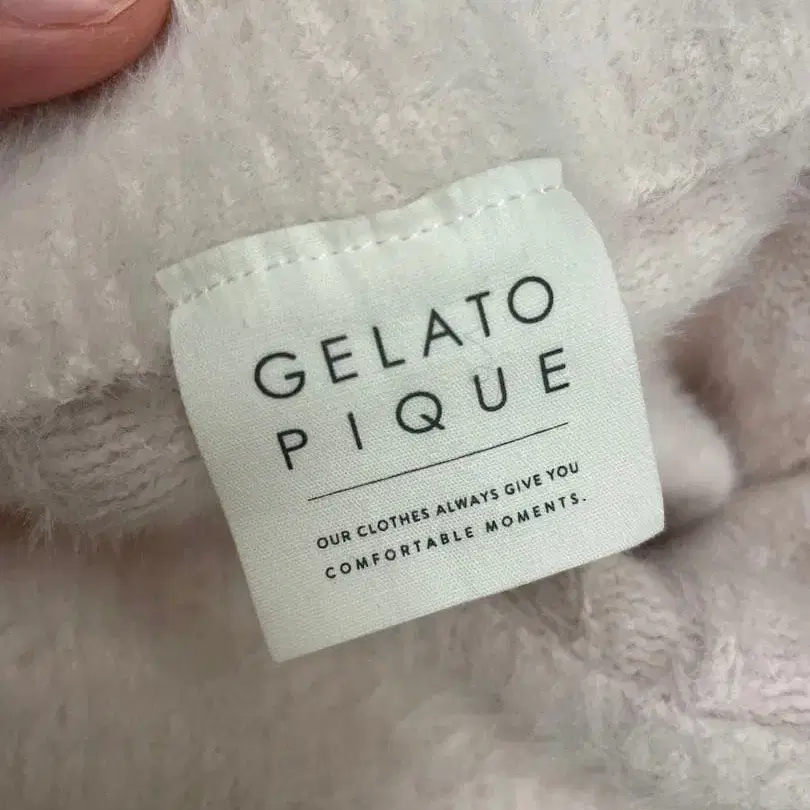 GELATO
PIQUE
OUR CLOTHES ALWAYS GIVE YOU
COMFORTABLE MOMENTS.